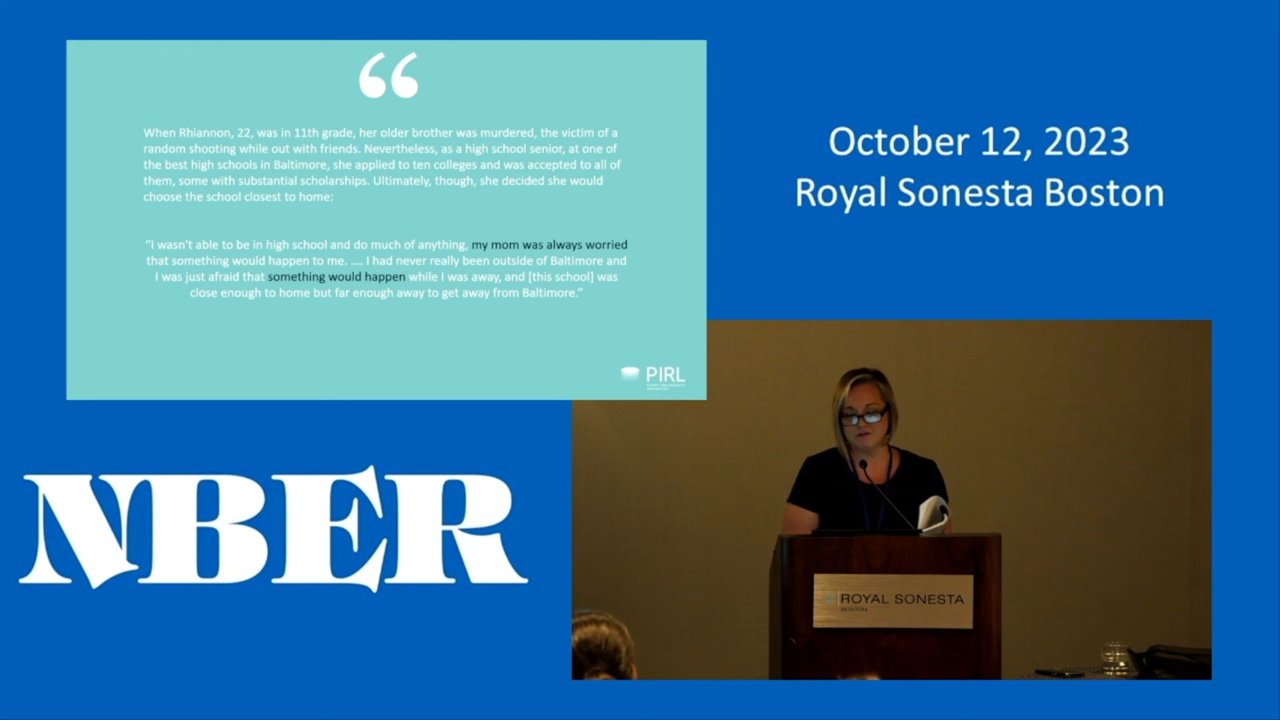 “
When Rhiannon, 22, was in 11th grade, her older brother was murdered, the victim of a
random shooting while out with friends. Nevertheless, as a high school senior, at one of
the best high schools in Baltimore, she applied to ten colleges and was accepted to all of
them, some with substantial scholarships. Ultimately, though, she decided she would
choose the school closest to home:
“I wasn't able to be in high school and do much of anything, my mom was always worried
that something would happen to me. .... I had never really been outside of Baltimore and
I was just afraid that something would happen while I was away, and [this school] was
close enough to home but far enough away to get away from Baltimore.”
PIRL
October 12, 2023
Royal Sonesta Boston
NBER
ROYAL SONESTA
BOSTON